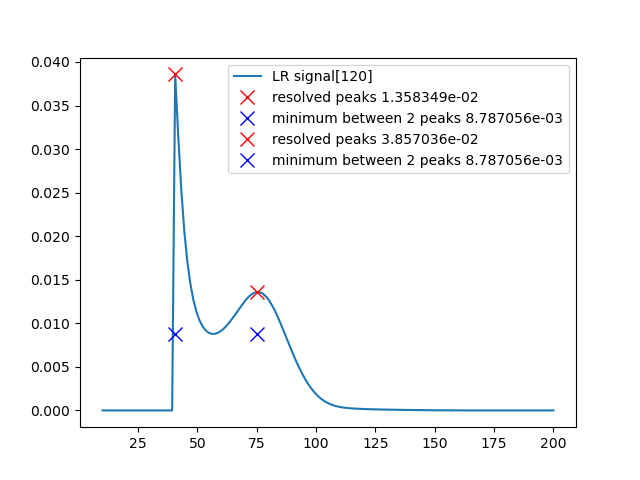 0.040
0.035
0.030
0.025
0.020
0.015
0.010
0.005
0.000
LR signal[120]
resolved peaks 1.358349e-02
minimum between 2 peaks 8.787056e-03
resolved peaks 3.857036e-02
minimum between 2 peaks 8.787056e-03
25 50 75 100 125 150 175 200